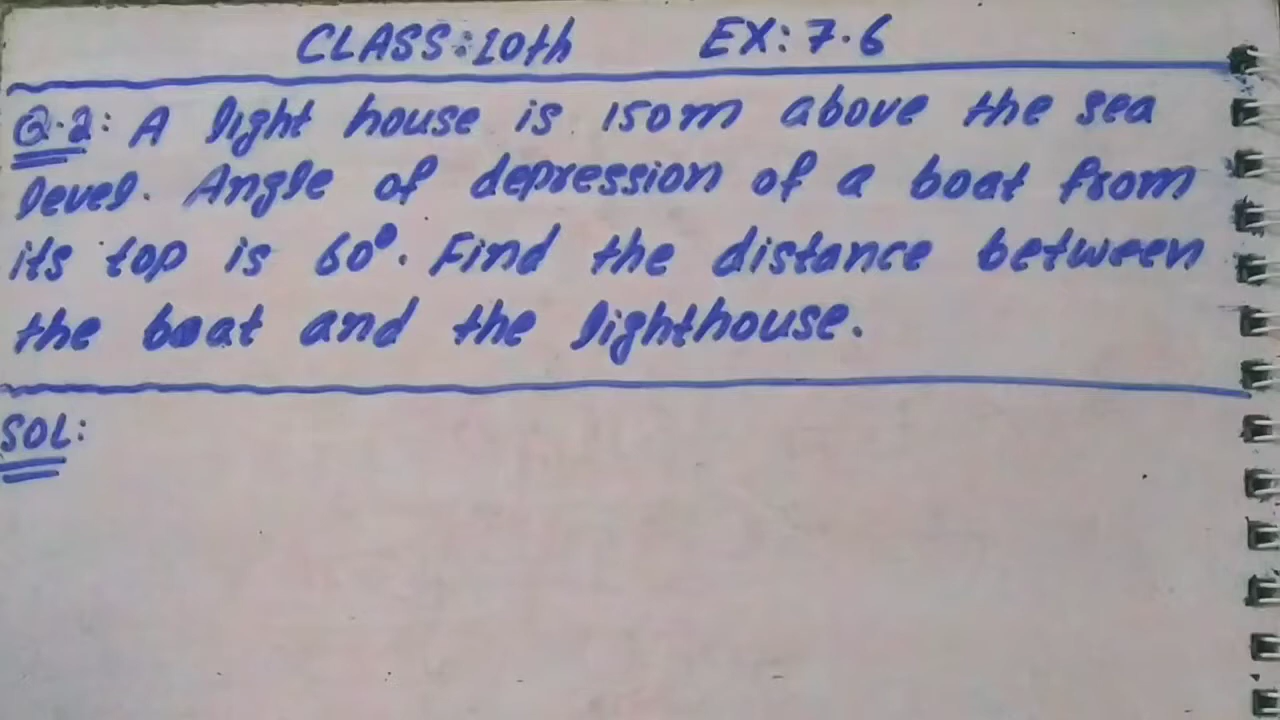 CLASS:10th EX: 7.6
Q.2: A light house is 150m above the sea
level. Angle of depression of a boat from
its top is 60°. Find the distance between
the boat and the lighthouse.
SOL: